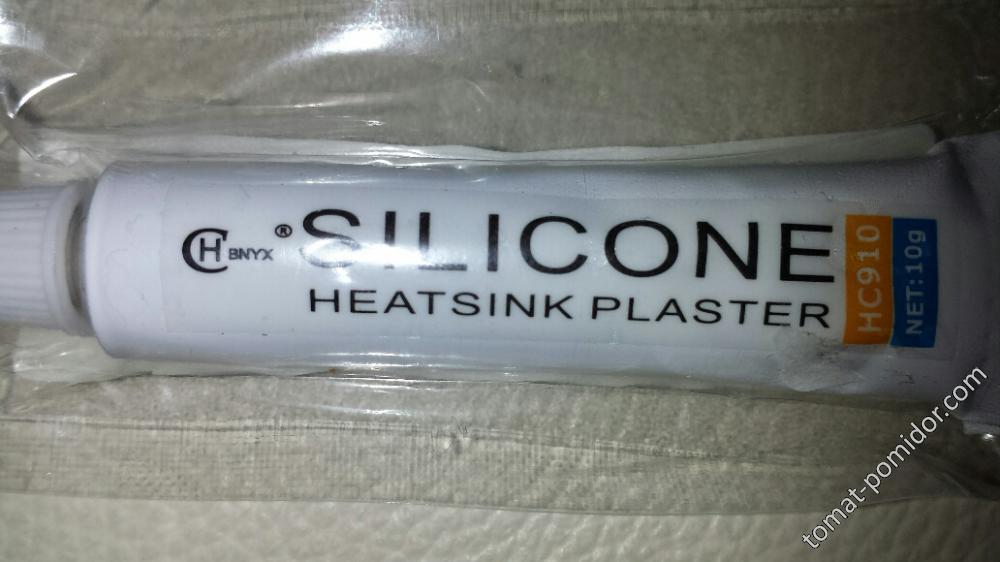 CH BNYX ® SILICONE
HEATSINK PLASTER
HC910
NET:10g
tomat-pomidor.com